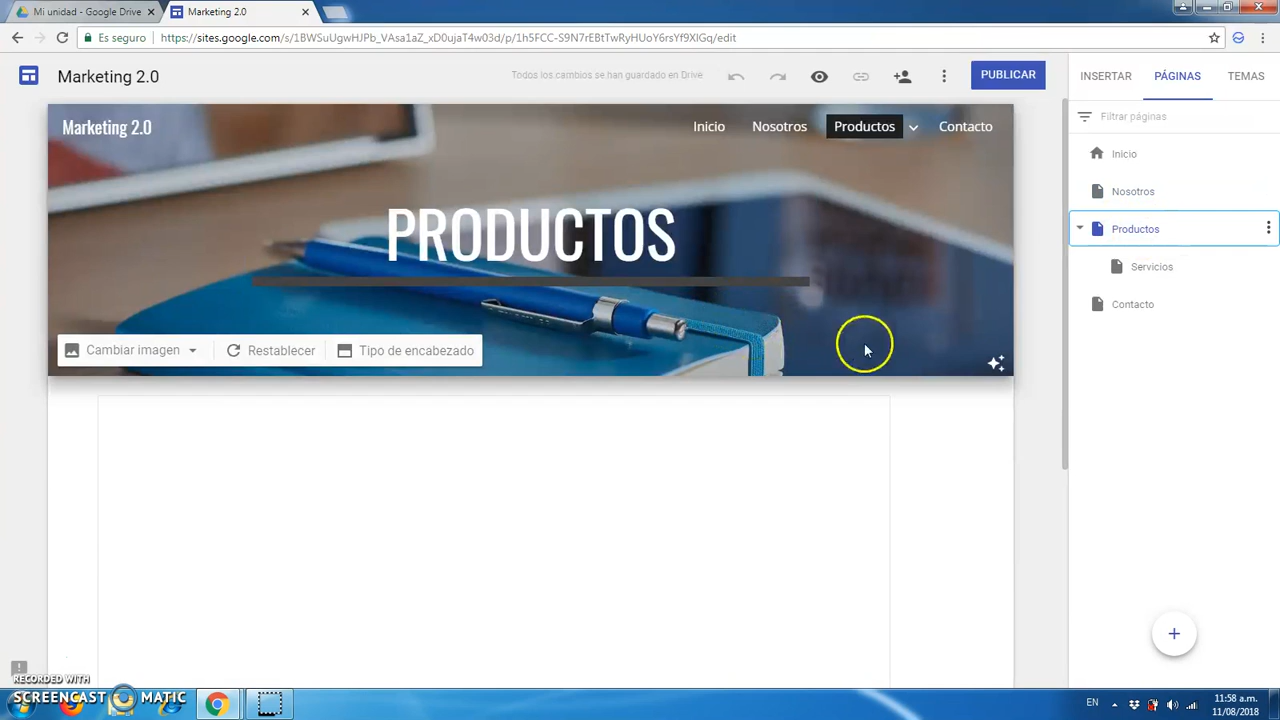 Mi unidad - Google Drive
Marketing 2.0
Es seguro
https://sites.google.com/s/1BWSuUgwHJPb_VAsa1aZ_xD0ujaT4w03d/p/1h5FCC-S9N7rEBtTwRyHUoY6rsYf9XIGq/edit
Marketing 2.0
Todos los cambios se han guardado en Drive
PUBLICAR
INSERTAR
PÁGINAS
TEMAS
Filtrar páginas
Marketing 2.0
Inicio
Nosotros
Productos
Contacto
PRODUCTOS
Cambiar imagen
Restablecer
Tipo de encabezado
Inicio
Nosotros
Productos
Servicios
Contacto
RECORDED WITH
SCREENCAST MATIC
EN
11:58 a.m.
11/08/2018